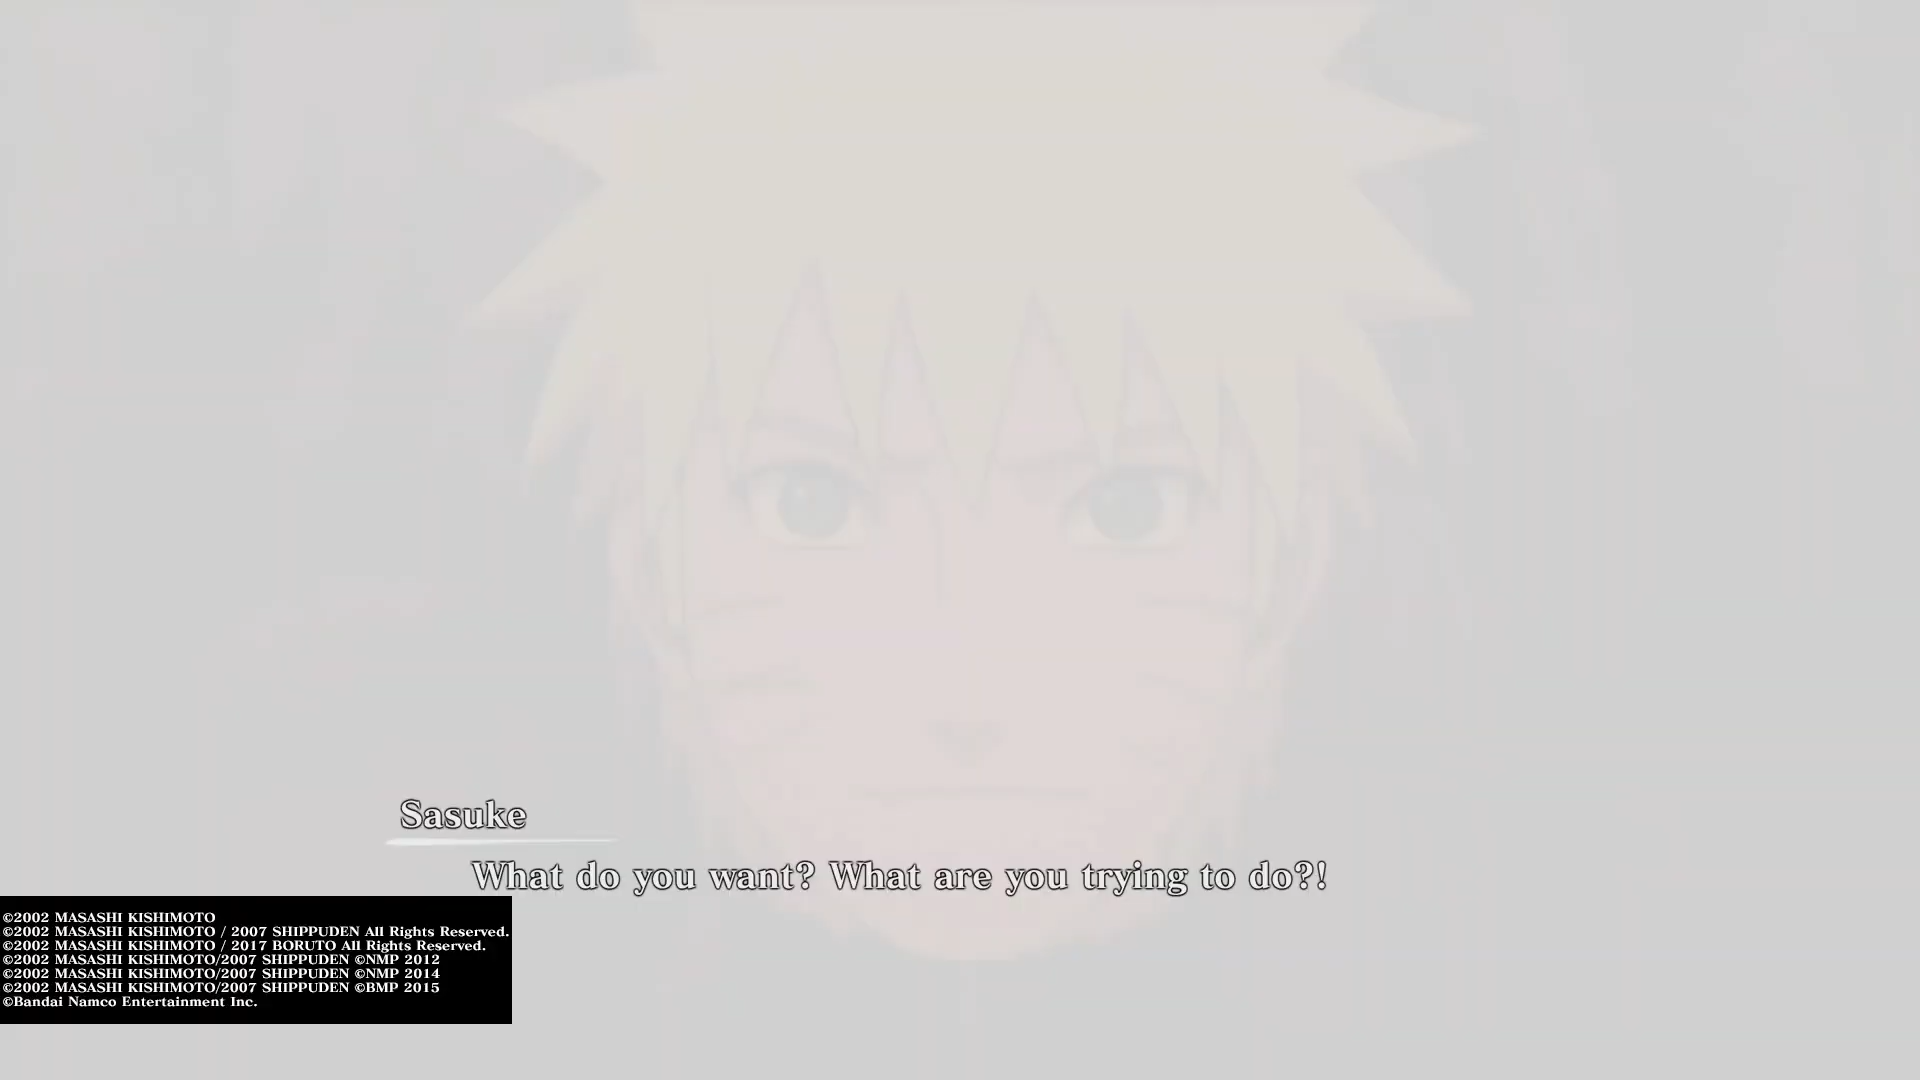 Sasuke
What do you want? What are you trying to do?!
©2002 MASASHI KISHIMOTO
©2002 MASASHI KISHIMOTO / 2007 SHIPPUDEN All Rights Reserved.
©2002 MASASHI KISHIMOTO / 2017 BORUTO All Rights Reserved.
©2002 MASASHI KISHIMOTO/2007 SHIPPUDEN ©NMP 2012
©2002 MASASHI KISHIMOTO/2007 SHIPPUDEN ©NMP 2014
©2002 MASASHI KISHIMOTO/2007 SHIPPUDEN ©BMP 2015
©Bandai Namco Entertainment Inc.